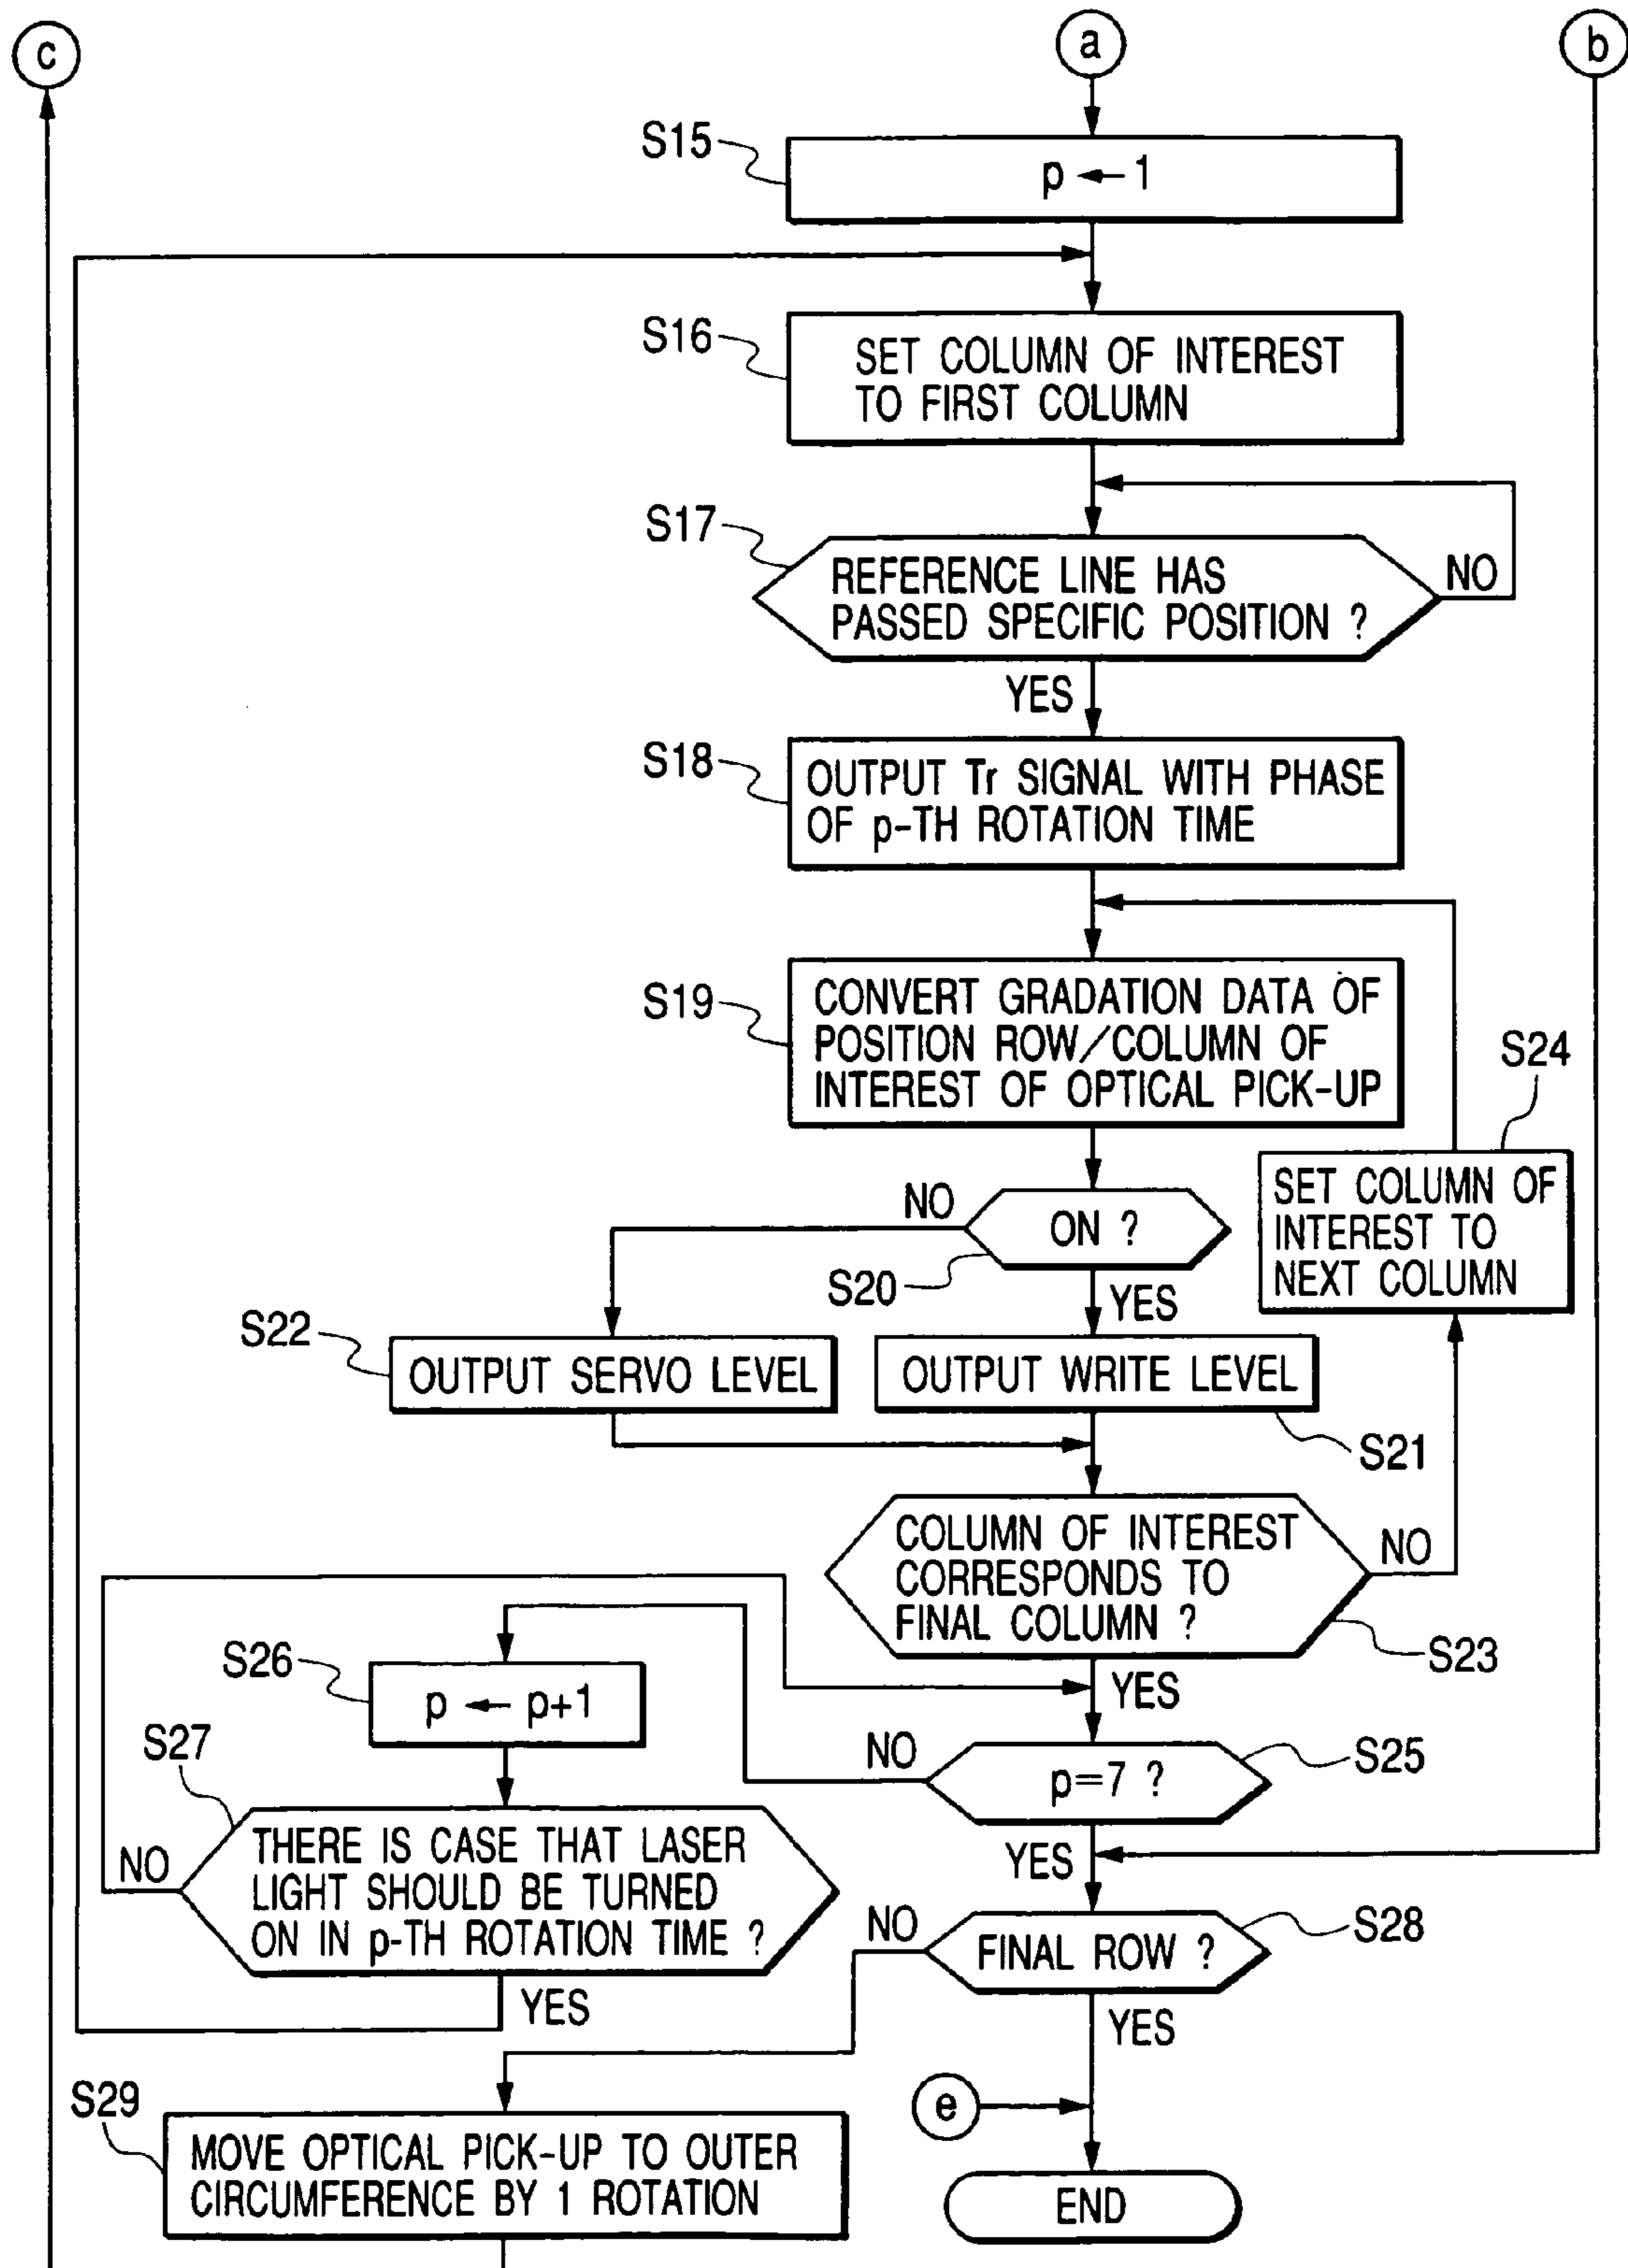 c
a
b
S15
p ← 1
S16
SET COLUMN OF INTEREST
TO FIRST COLUMN
S17
REFERENCE LINE HAS
PASSED SPECIFIC POSITION ?
NO
YES
S18
OUTPUT Tr SIGNAL WITH PHASE
OF p-TH ROTATION TIME
S19
CONVERT GRADATION DATA OF
POSITION ROW/COLUMN OF
INTEREST OF OPTICAL PICK-UP
S24
SET COLUMN OF
INTEREST TO
NEXT COLUMN
NO
ON ?
S20
YES
S22
OUTPUT SERVO LEVEL
OUTPUT WRITE LEVEL
S21
COLUMN OF INTEREST
CORRESPONDS TO
FINAL COLUMN ?
NO
S23
YES
S26
p ← p+1
S27
NO
p=7 ?
S25
THERE IS CASE THAT LASER
LIGHT SHOULD BE TURNED
ON IN p-TH ROTATION TIME ?
NO
YES
YES
NO
FINAL ROW ?
S28
YES
e
S29
MOVE OPTICAL PICK-UP TO OUTER
CIRCUMFERENCE BY 1 ROTATION
END